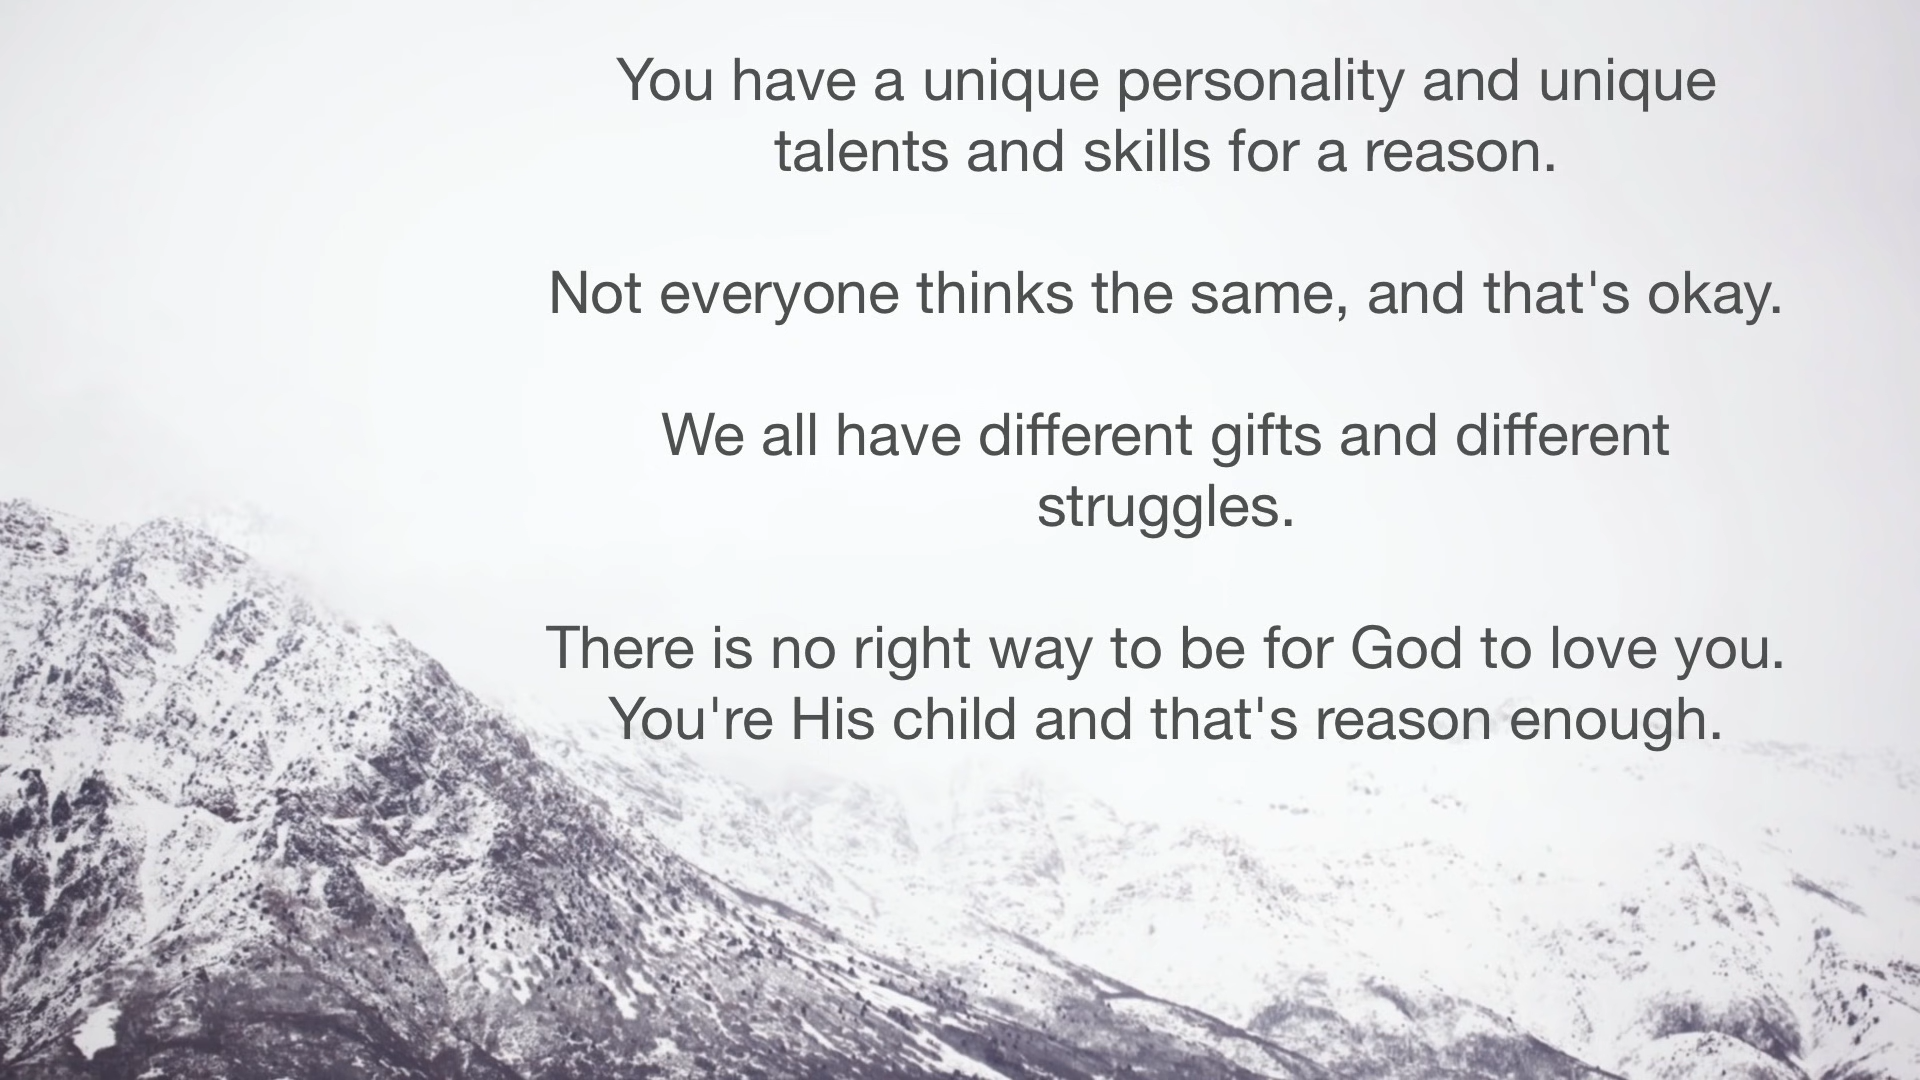 You have a unique personality and unique
talents and skills for a reason.
Not everyone thinks the same, and that's okay.
We all have different gifts and different
struggles.
There is no right way to be for God to love you.
You're His child and that's reason enough.